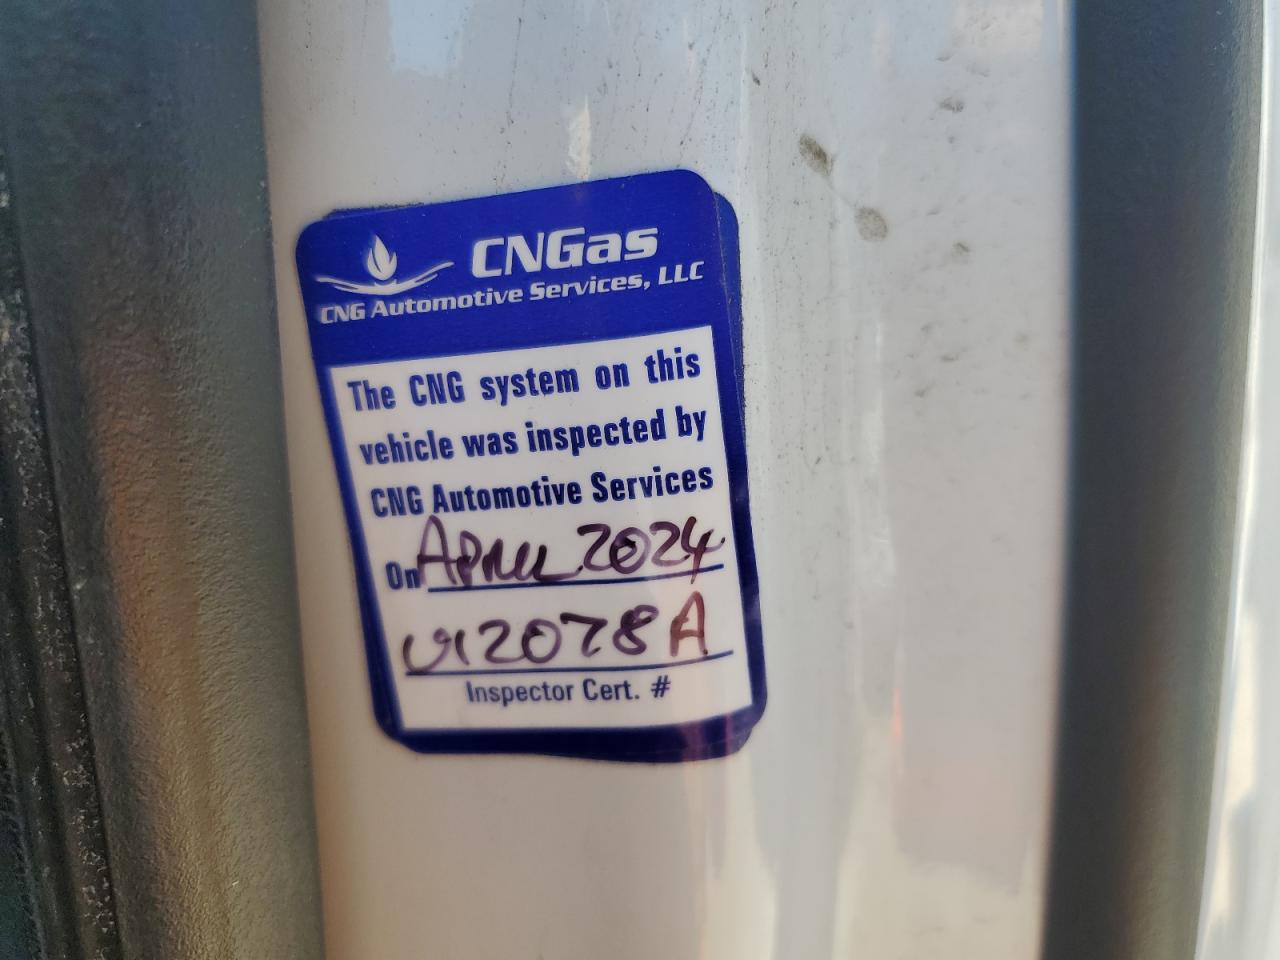 CNGas
CNG Automotive Services, LLC
The CNG system on this
vehicle was inspected by
CNG Automotive Services
On April 2024
V12078A
Inspector Cert. #